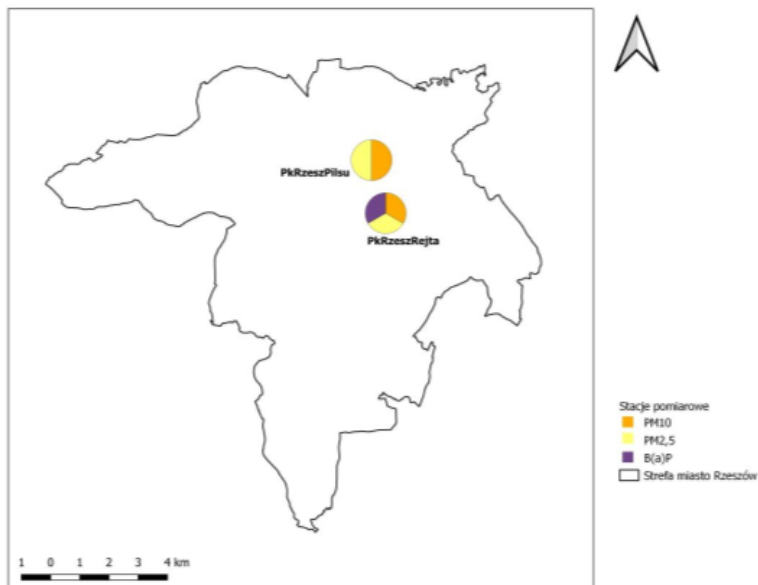 PkRzeszPilsu
PkRzeszRejta
Stacje pomiarowe
PM10
PM2,5
B(a)P
Strefa miasto Rzeszów
1 0 1 2 3 4 km